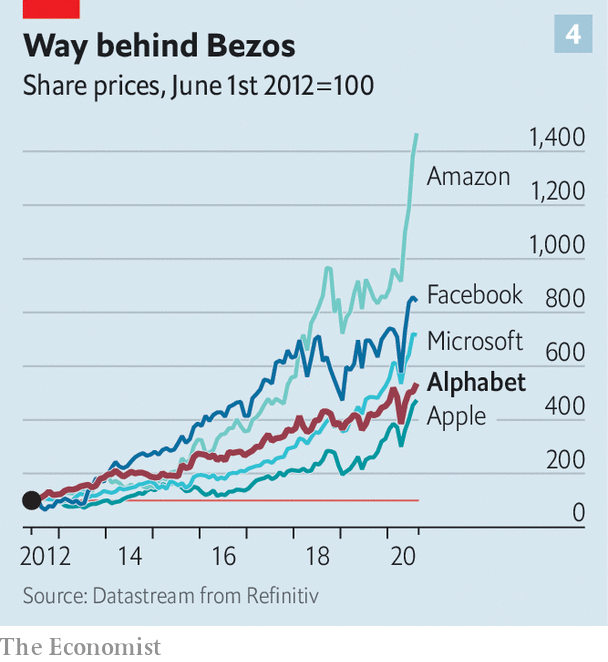 Way behind Bezos
4
Share prices, June 1st 2012=100
1,400
Amazon
1,200
1,000
Facebook
800
Microsoft
600
Alphabet
Apple
400
200
0
2012 14 16 18 20
Source: Datastream from Refinitiv
The Economist